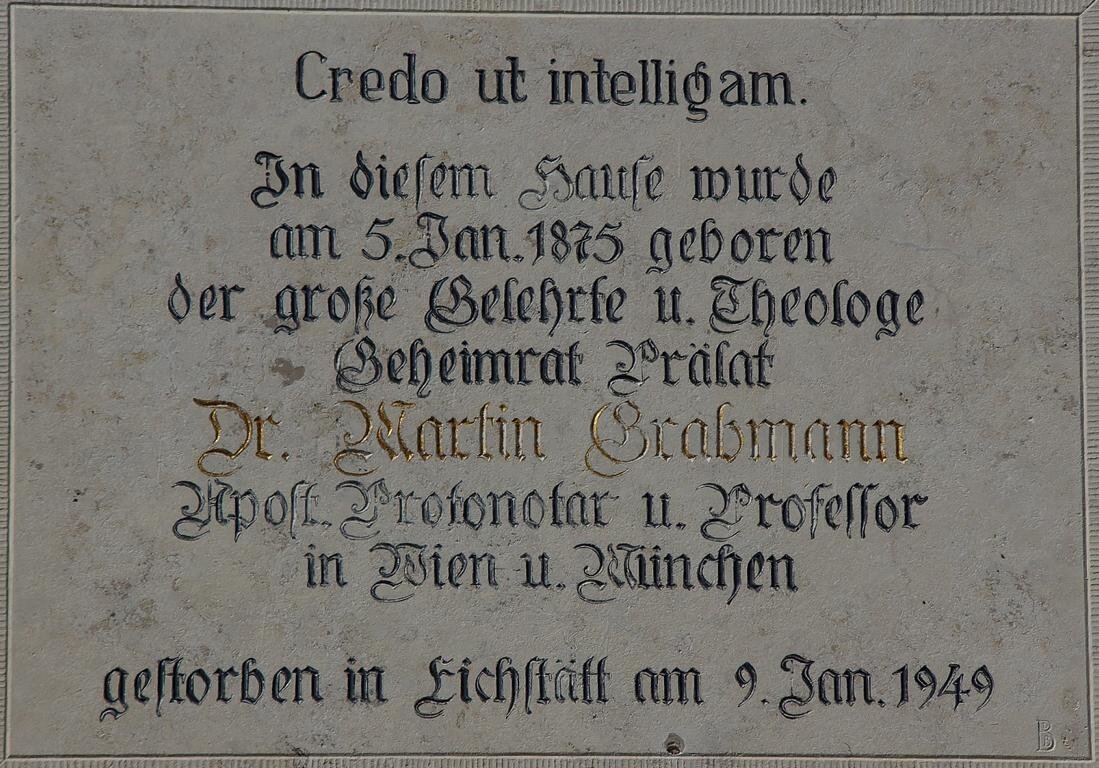 Credo ut intelligam.
In dieſem Hauſe wurde
am 5. Jan. 1875 geboren
der große Gelehrte u. Theologe
Geheimrat Prälat
Dr. Martin Grabmann
Apoſt. Protonotar u. Profeſſor
in Wien u. München
geſtorben in Eichſtätt am 9. Jan. 1949